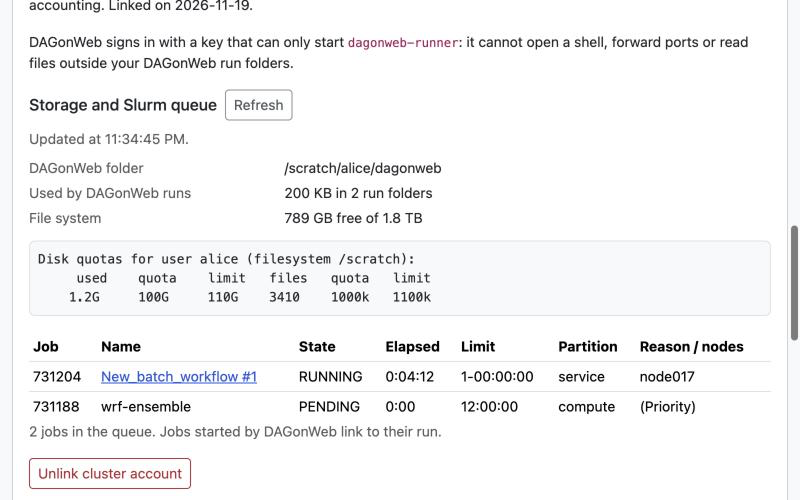 accounting. Linked on 2026-11-19.
DAGonWeb signs in with a key that can only start dagonweb-runner: it cannot open a shell, forward ports or read
files outside your DAGonWeb run folders.
Storage and Slurm queue Refresh
Updated at 11:34:45 PM.
DAGonWeb folder /scratch/alice/dagonweb
Used by DAGonWeb runs 200 KB in 2 run folders
File system 789 GB free of 1.8 TB
Disk quotas for user alice (filesystem /scratch):
used quota limit files quota limit
1.2G 100G 110G 3410 1000k 1100k
Job Name State Elapsed Limit Partition Reason / nodes
731204 New_batch_workflow #1 RUNNING 0:04:12 1-00:00:00 service node017
731188 wrf-ensemble PENDING 0:00 12:00:00 compute (Priority)
2 jobs in the queue. Jobs started by DAGonWeb link to their run.
Unlink cluster account